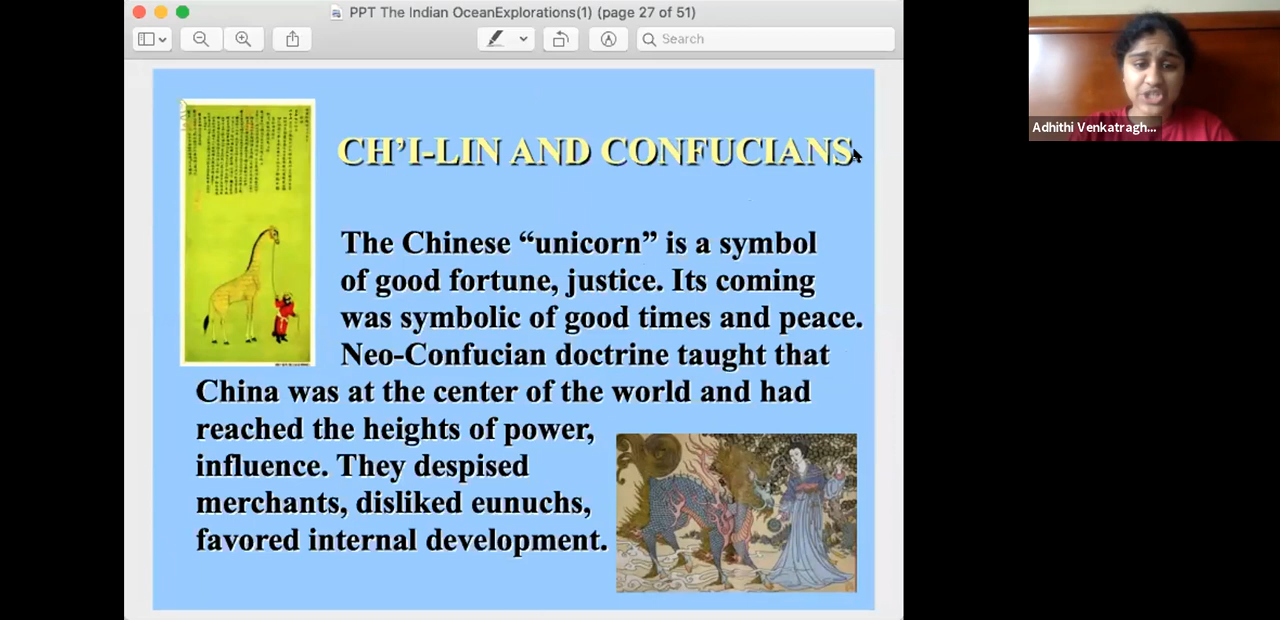 PPT The Indian OceanExplorations(1) (page 27 of 51)
Search
CH’I-LIN AND CONFUCIANS
The Chinese “unicorn” is a symbol
of good fortune, justice. Its coming
was symbolic of good times and peace.
Neo-Confucian doctrine taught that
China was at the center of the world and had
reached the heights of power,
influence. They despised
merchants, disliked eunuchs,
favored internal development.
Adhithi Venkatragh...